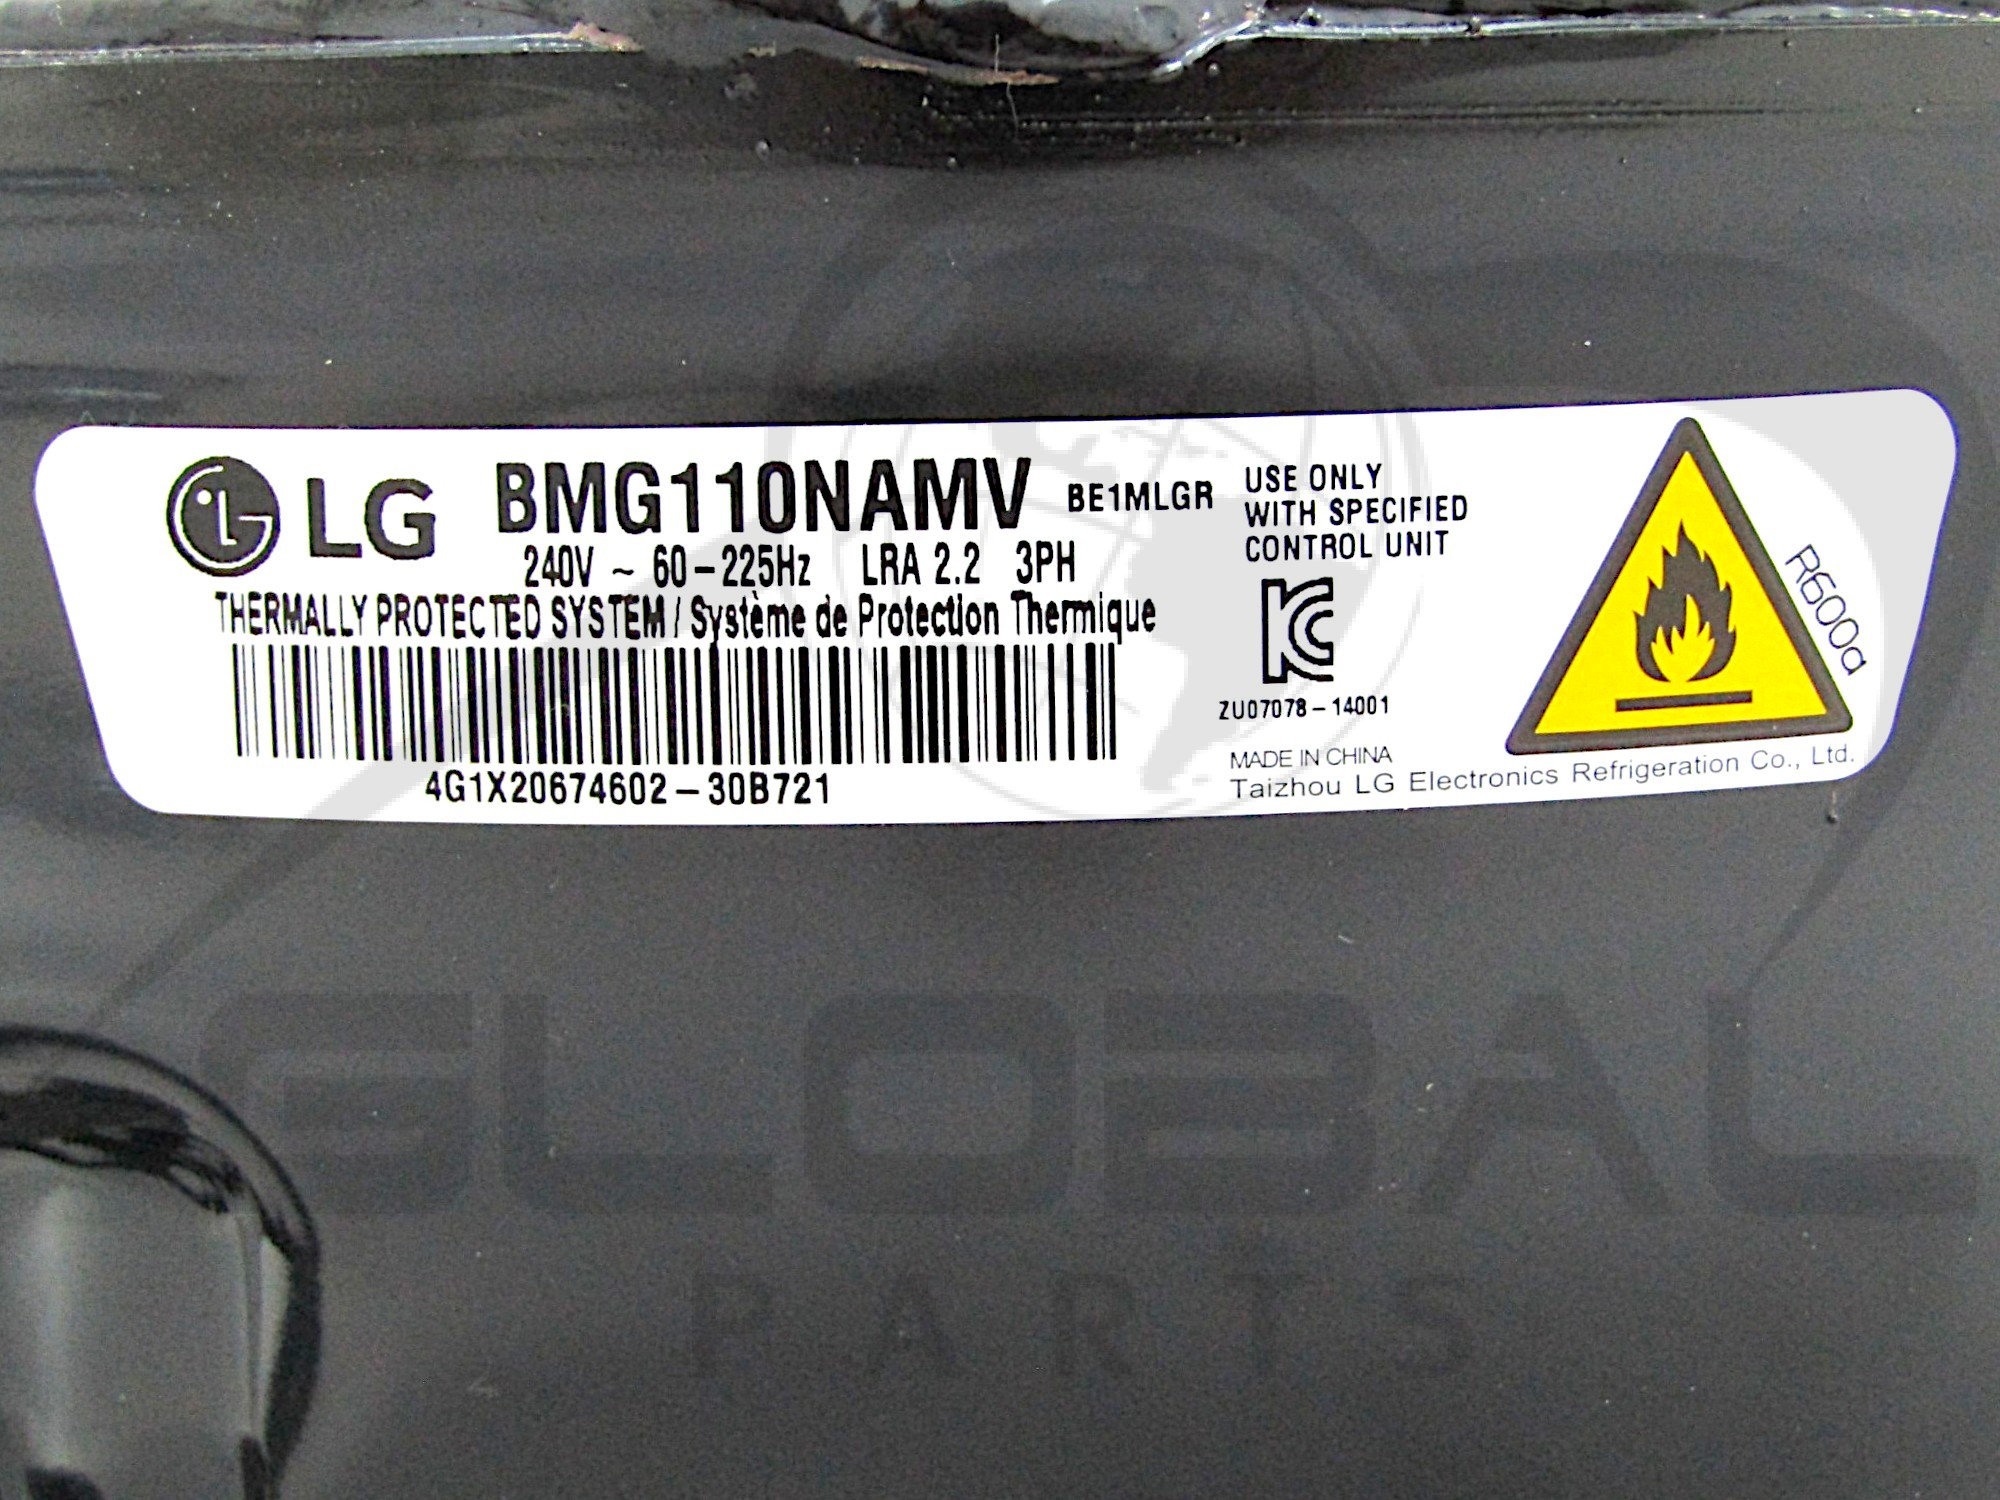 LG BMG110NAMV BE1MLGR
240V ~ 60-225Hz LRA 2.2 3PH
THERMALLY PROTECTED SYSTEM / Système de Protection Thermique
4G1X20674602-30B721
USE ONLY
WITH SPECIFIED
CONTROL UNIT
ZU07078-14001
MADE IN CHINA
Taizhou LG Electronics Refrigeration Co., Ltd.
R600a
GLOBAL
PARTS